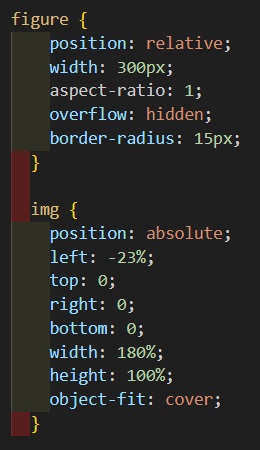 figure {
position: relative;
width: 300px;
aspect-ratio: 1;
overflow: hidden;
border-radius: 15px;
}
img {
position: absolute;
left: -23%;
top: 0;
right: 0;
bottom: 0;
width: 180%;
height: 100%;
object-fit: cover;
}